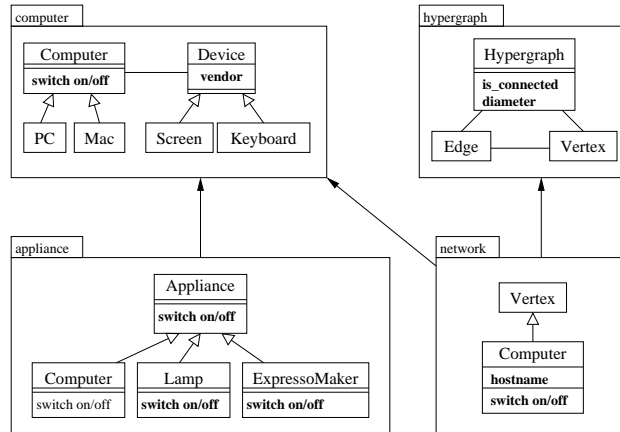 computer
Computer
switch on/off
Device
vendor
PC
Mac
Screen
Keyboard
hypergraph
Hypergraph
is_connected
diameter
Edge
Vertex
appliance
Appliance
switch on/off
Computer
switch on/off
Lamp
switch on/off
ExpressoMaker
switch on/off
network
Vertex
Computer
hostname
switch on/off